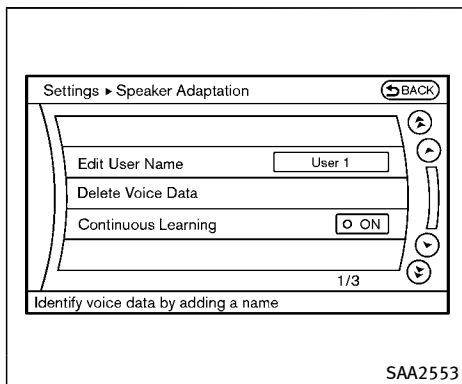 Settings ▸ Speaker Adaptation
BACK
Edit User Name User 1
Delete Voice Data
Continuous Learning ON
1/3
Identify voice data by adding a name
SAA2553